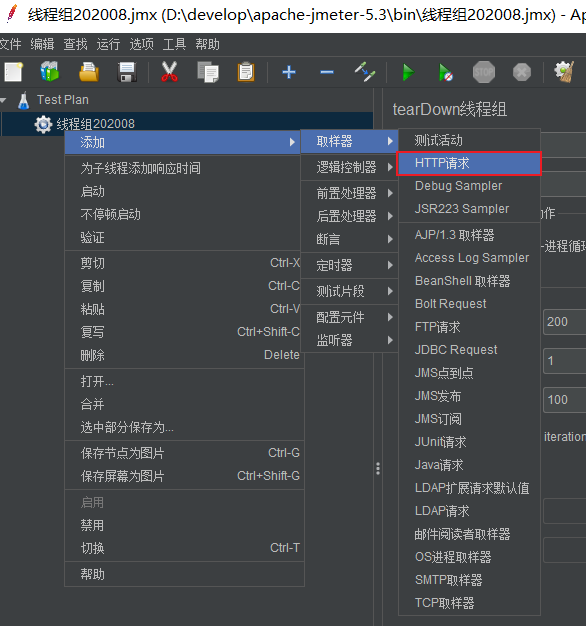 线程组202008.jmx (D:\develop\apache-jmeter-5.3\bin\线程组202008.jmx) - Ap
文件 编辑 查找 运行 选项 工具 帮助
STOP
Test Plan
线程组202008
tearDown线程组
添加
为子线程添加响应时间
启动
不停顿启动
验证
剪切 Ctrl-X
复制 Ctrl-C
粘贴 Ctrl-V
复写 Ctrl+Shift-C
删除 Delete
打开...
合并
选中部分保存为...
保存节点为图片 Ctrl-G
保存屏幕为图片 Ctrl+Shift-G
启用
禁用
切换 Ctrl-T
帮助
取样器
逻辑控制器
前置处理器
后置处理器
断言
定时器
测试片段
配置元件
监听器
测试活动
HTTP请求
Debug Sampler
JSR223 Sampler
AJP/1.3 取样器
Access Log Sampler
BeanShell 取样器
Bolt Request
FTP请求
JDBC Request
JMS点到点
JMS发布
JMS订阅
JUnit请求
Java请求
LDAP扩展请求默认值
LDAP请求
邮件阅读者取样器
OS进程取样器
SMTP取样器
TCP取样器
动作
-进程循环
200
1
100
iteration